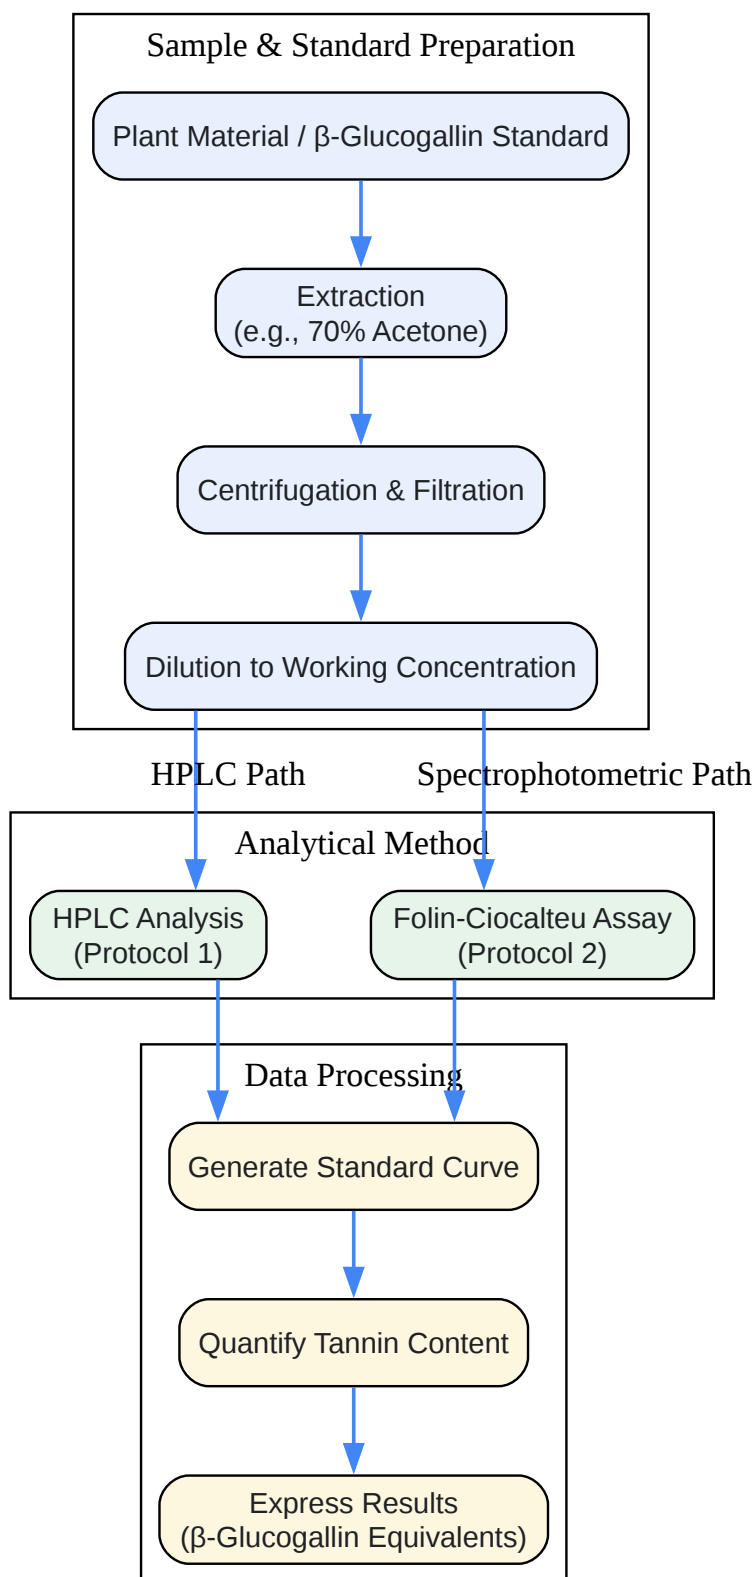 Sample & Standard Preparation
Plant Material / β-Glucogallin Standard
Extraction
(e.g., 70% Acetone)
Centrifugation & Filtration
Dilution to Working Concentration
HPLC Path
Spectrophotometric Path
Analytical Method
HPLC Analysis
(Protocol 1)
Folin-Ciocalteu Assay
(Protocol 2)
Data Processing
Generate Standard Curve
Quantify Tannin Content
Express Results
(β-Glucogallin Equivalents)